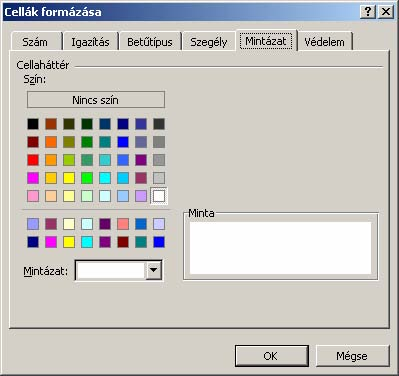 Cellák formázása
Szám Igazítás Betűtípus Szegély Mintázat Védelem
Cellaháttér
Szín:
Nincs szín
Minta
Mintázat:
OK Mégse